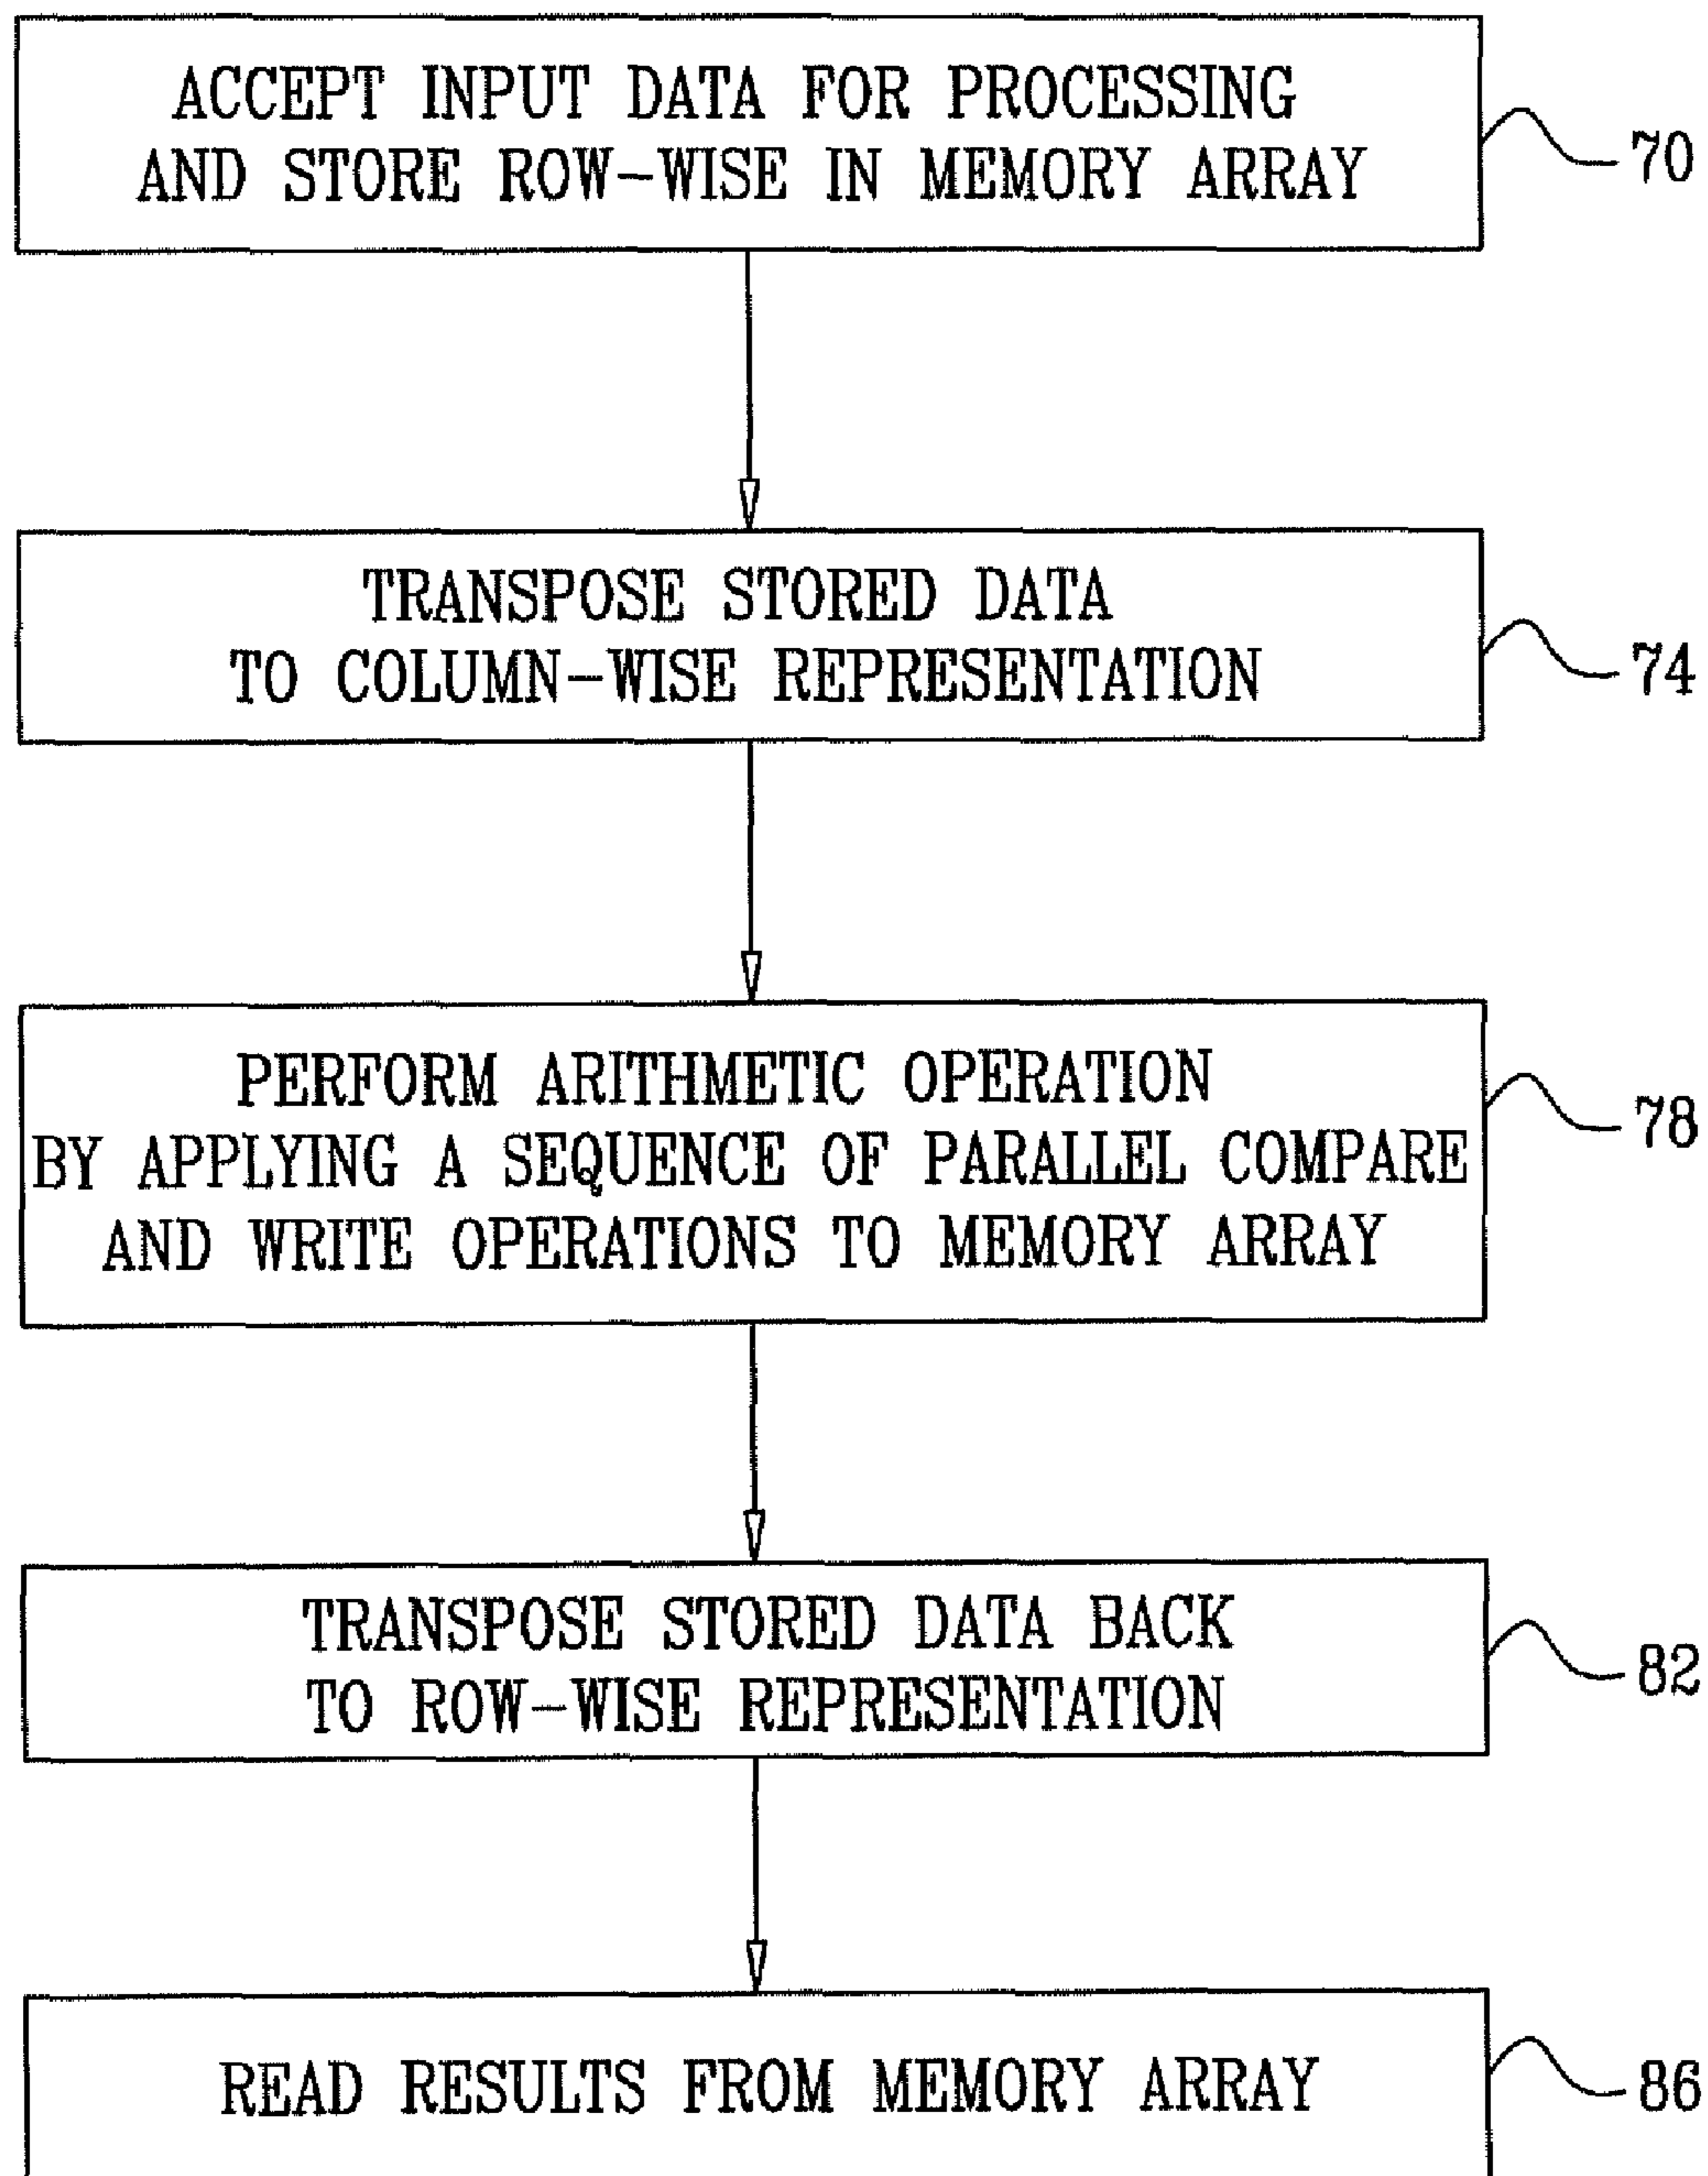 ACCEPT INPUT DATA FOR PROCESSING
AND STORE ROW-WISE IN MEMORY ARRAY
70
TRANSPOSE STORED DATA
TO COLUMN-WISE REPRESENTATION
74
PERFORM ARITHMETIC OPERATION
BY APPLYING A SEQUENCE OF PARALLEL COMPARE
AND WRITE OPERATIONS TO MEMORY ARRAY
78
TRANSPOSE STORED DATA BACK
TO ROW-WISE REPRESENTATION
82
READ RESULTS FROM MEMORY ARRAY
86